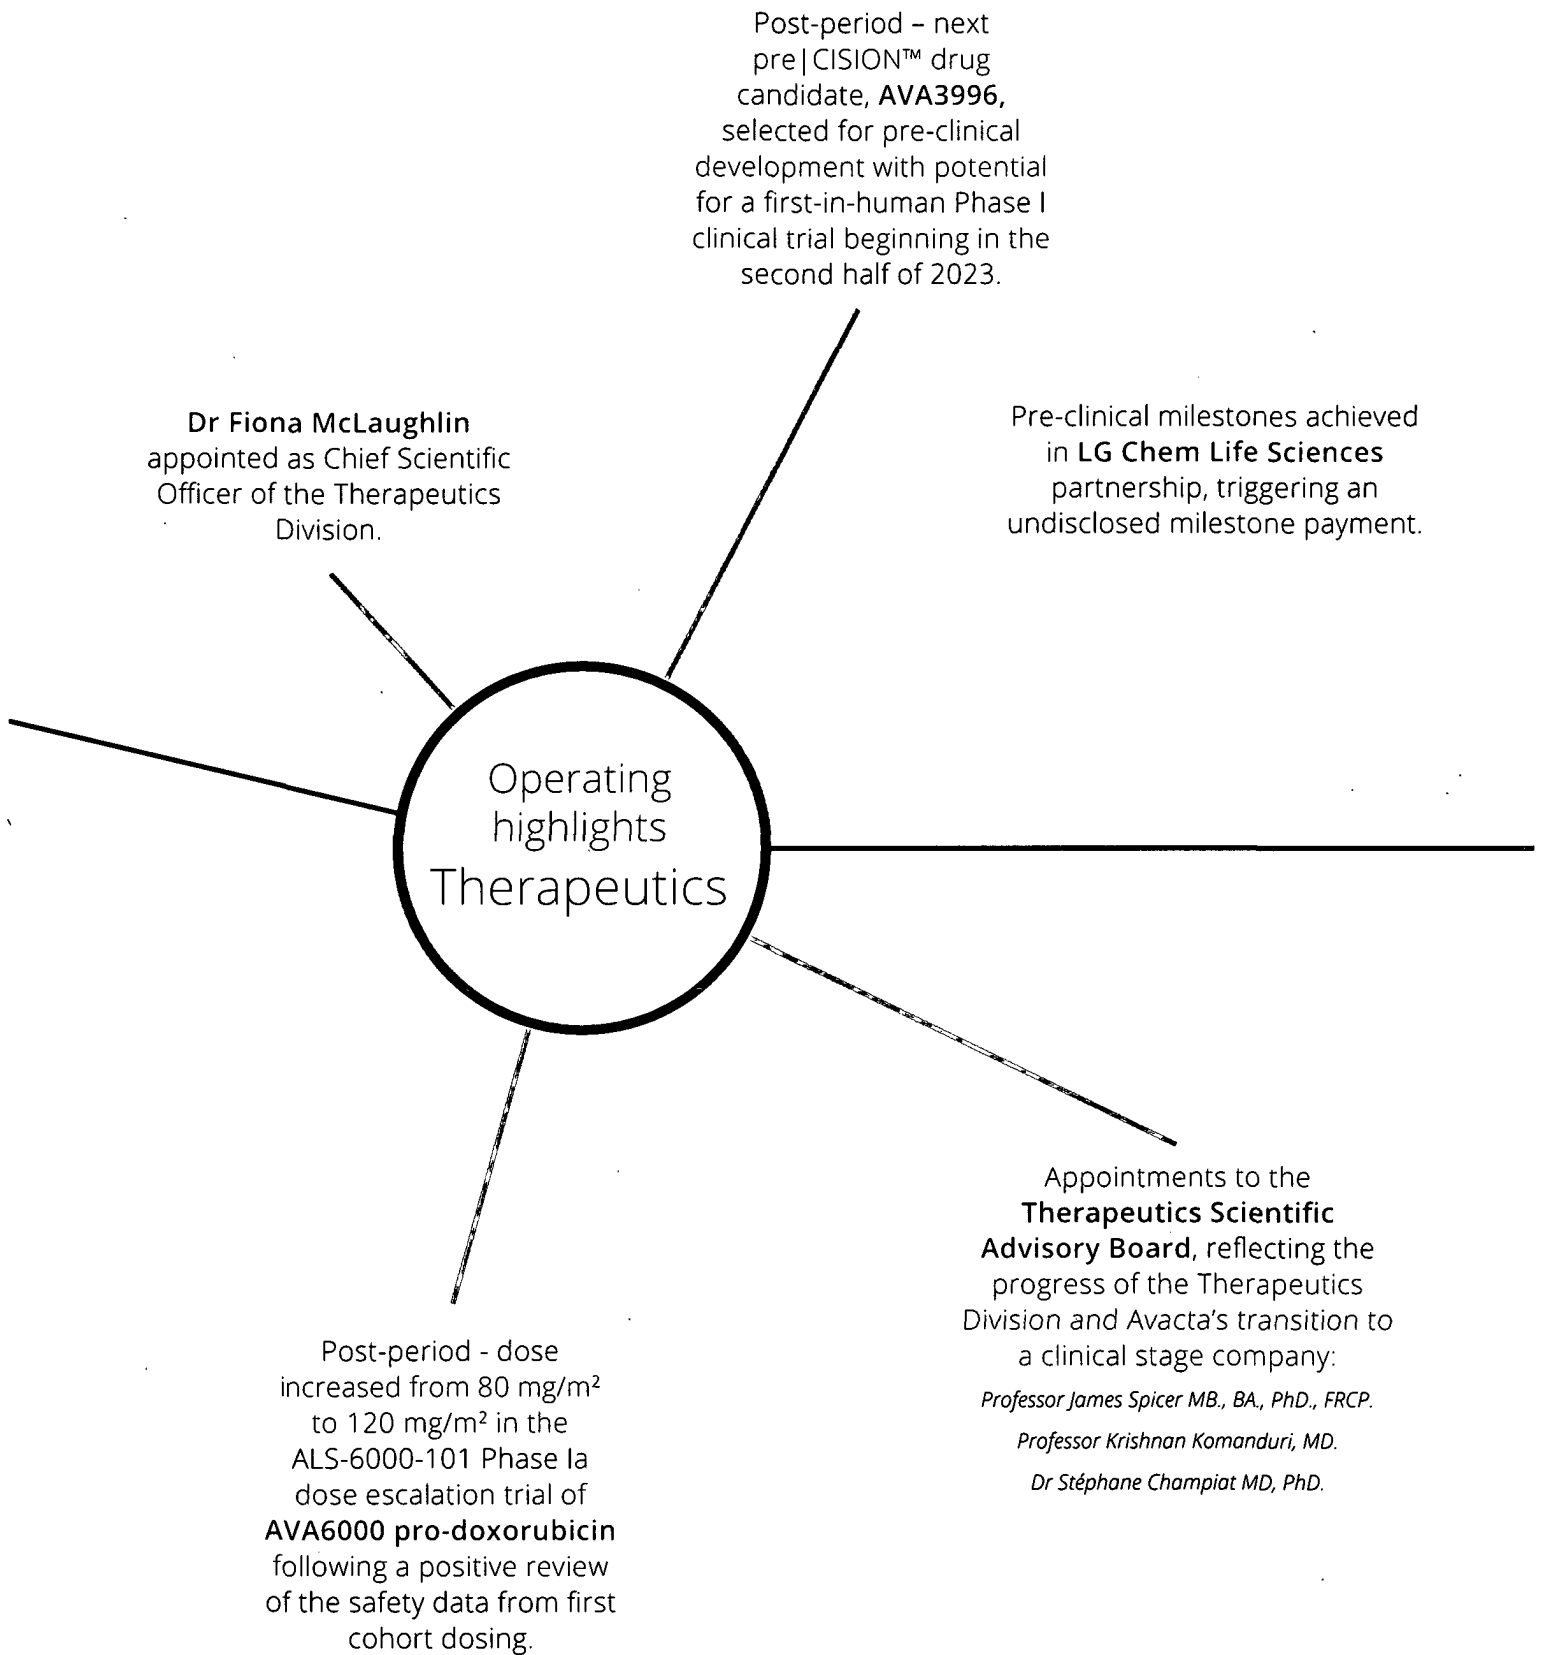 Post-period – next
pre|CISION™ drug
candidate, AVA3996,
selected for pre-clinical
development with potential
for a first-in-human Phase I
clinical trial beginning in the
second half of 2023.
Dr Fiona McLaughlin
appointed as Chief Scientific
Officer of the Therapeutics
Division.
Pre-clinical milestones achieved
in LG Chem Life Sciences
partnership, triggering an
undisclosed milestone payment.
Operating
highlights
Therapeutics
Appointments to the
Therapeutics Scientific
Advisory Board, reflecting the
progress of the Therapeutics
Division and Avacta's transition to
a clinical stage company:
Professor James Spicer MB., BA., PhD., FRCP.
Professor Krishnan Komanduri, MD.
Dr Stéphane Champiat MD, PhD.
Post-period - dose
increased from 80 mg/m²
to 120 mg/m² in the
ALS-6000-101 Phase Ia
dose escalation trial of
AVA6000 pro-doxorubicin
following a positive review
of the safety data from first
cohort dosing.